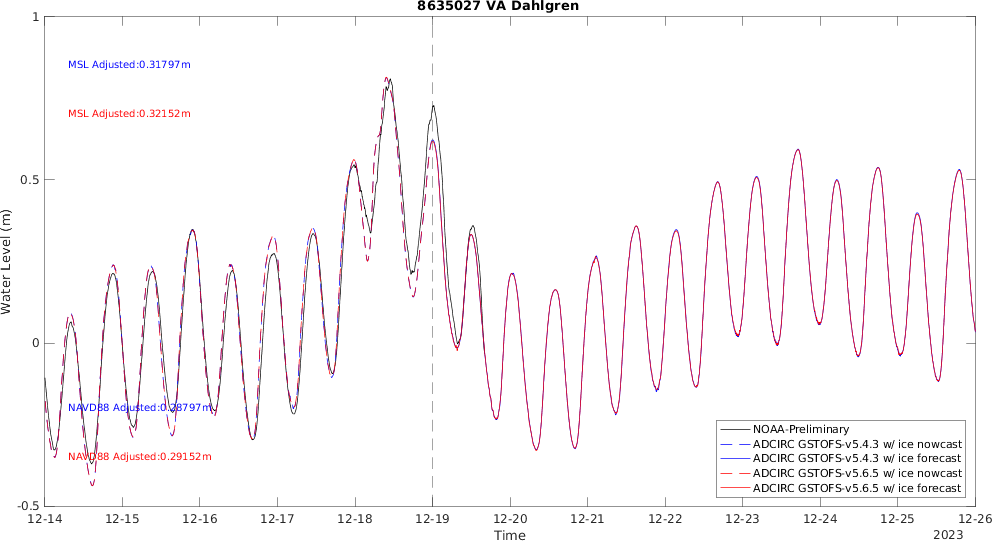 8635027 VA Dahlgren
1
MSL Adjusted:0.31797m
MSL Adjusted:0.32152m
0.5
Water Level (m)
0
NAVD88 Adjusted:0.28797m
NAVD88 Adjusted:0.29152m
-0.5
NOAA-Preliminary
ADCIRC GSTOFS-v5.4.3 w/ ice nowcast
ADCIRC GSTOFS-v5.4.3 w/ ice forecast
ADCIRC GSTOFS-v5.6.5 w/ ice nowcast
ADCIRC GSTOFS-v5.6.5 w/ ice forecast
12-14 12-15 12-16 12-17 12-18 12-19 12-20 12-21 12-22 12-23 12-24 12-25 12-26
Time
2023